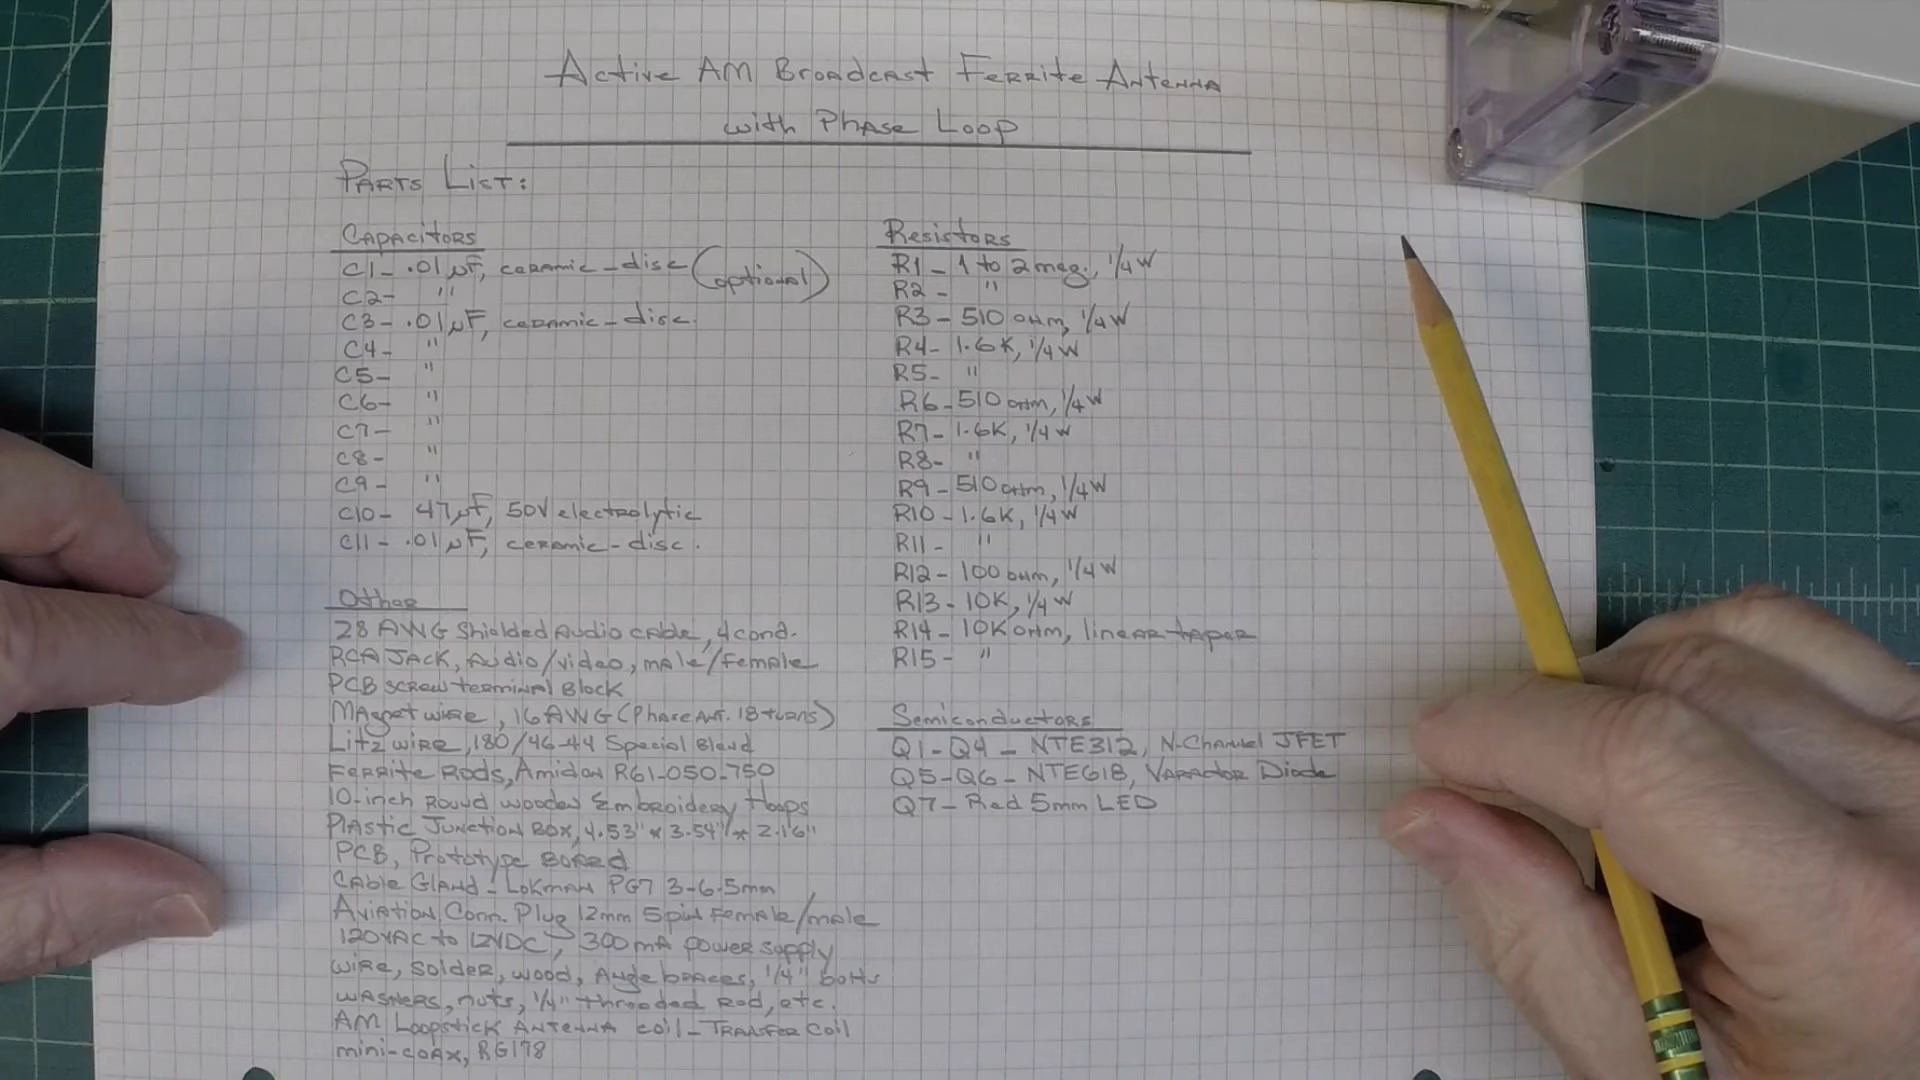 Active AM Broadcast Ferrite Antenna
with Phase Loop
Parts List:
Capacitors
C1- .01 µF, ceramic-disc (optional)
C2- "
C3- .01 µF, ceramic-disc.
C4- "
C5- "
C6- "
C7- "
C8- "
C9- "
C10- 47µf, 50V electrolytic
C11- .01 µF, ceramic-disc.
Other
28 AWG Shielded Audio cable, 4 cond.
RCA JACK, Audio/video, male/female
PCB screw terminal Block
Magnet wire, 16 AWG (Phase Ant. 18 turns)
Litz wire, 180/46-44 Special Blend
Ferrite Rods, Amidon R61-050-750
10-inch Round wooden Embroidery Hoops
Plastic Junction Box, 4.53" * 3.54" * 2.16"
PCB, Prototype Board
Cable Gland - Lokman PG7 3-6.5mm
Aviation Conn. Plug 12mm 5pin Female/male
120VAC to 12VDC, 300mA power supply
wire, solder, wood, Angle braces, 1/4" bolts
washers, nuts, 1/4" threaded rod, etc.
AM Loopstick Antenna coil - Transfer Coil
mini-coax, RG178
Resistors
R1 - 1 to 2 meg., 1/4 W
R2 - "
R3 - 510 ohm, 1/4 W
R4 - 1.6K, 1/4 W
R5 - "
R6 - 510 ohm, 1/4 W
R7 - 1.6K, 1/4 W
R8 - "
R9 - 510 ohm, 1/4 W
R10 - 1.6K, 1/4 W
R11 - "
R12 - 100 ohm, 1/4 W
R13 - 10K, 1/4 W
R14 - 10K ohm, linear taper
R15 - "
Semiconductors
Q1-Q4 - NTE312, N-Channel JFET
Q5-Q6 - NTE618, Varactor Diode
Q7 - Red 5mm LED